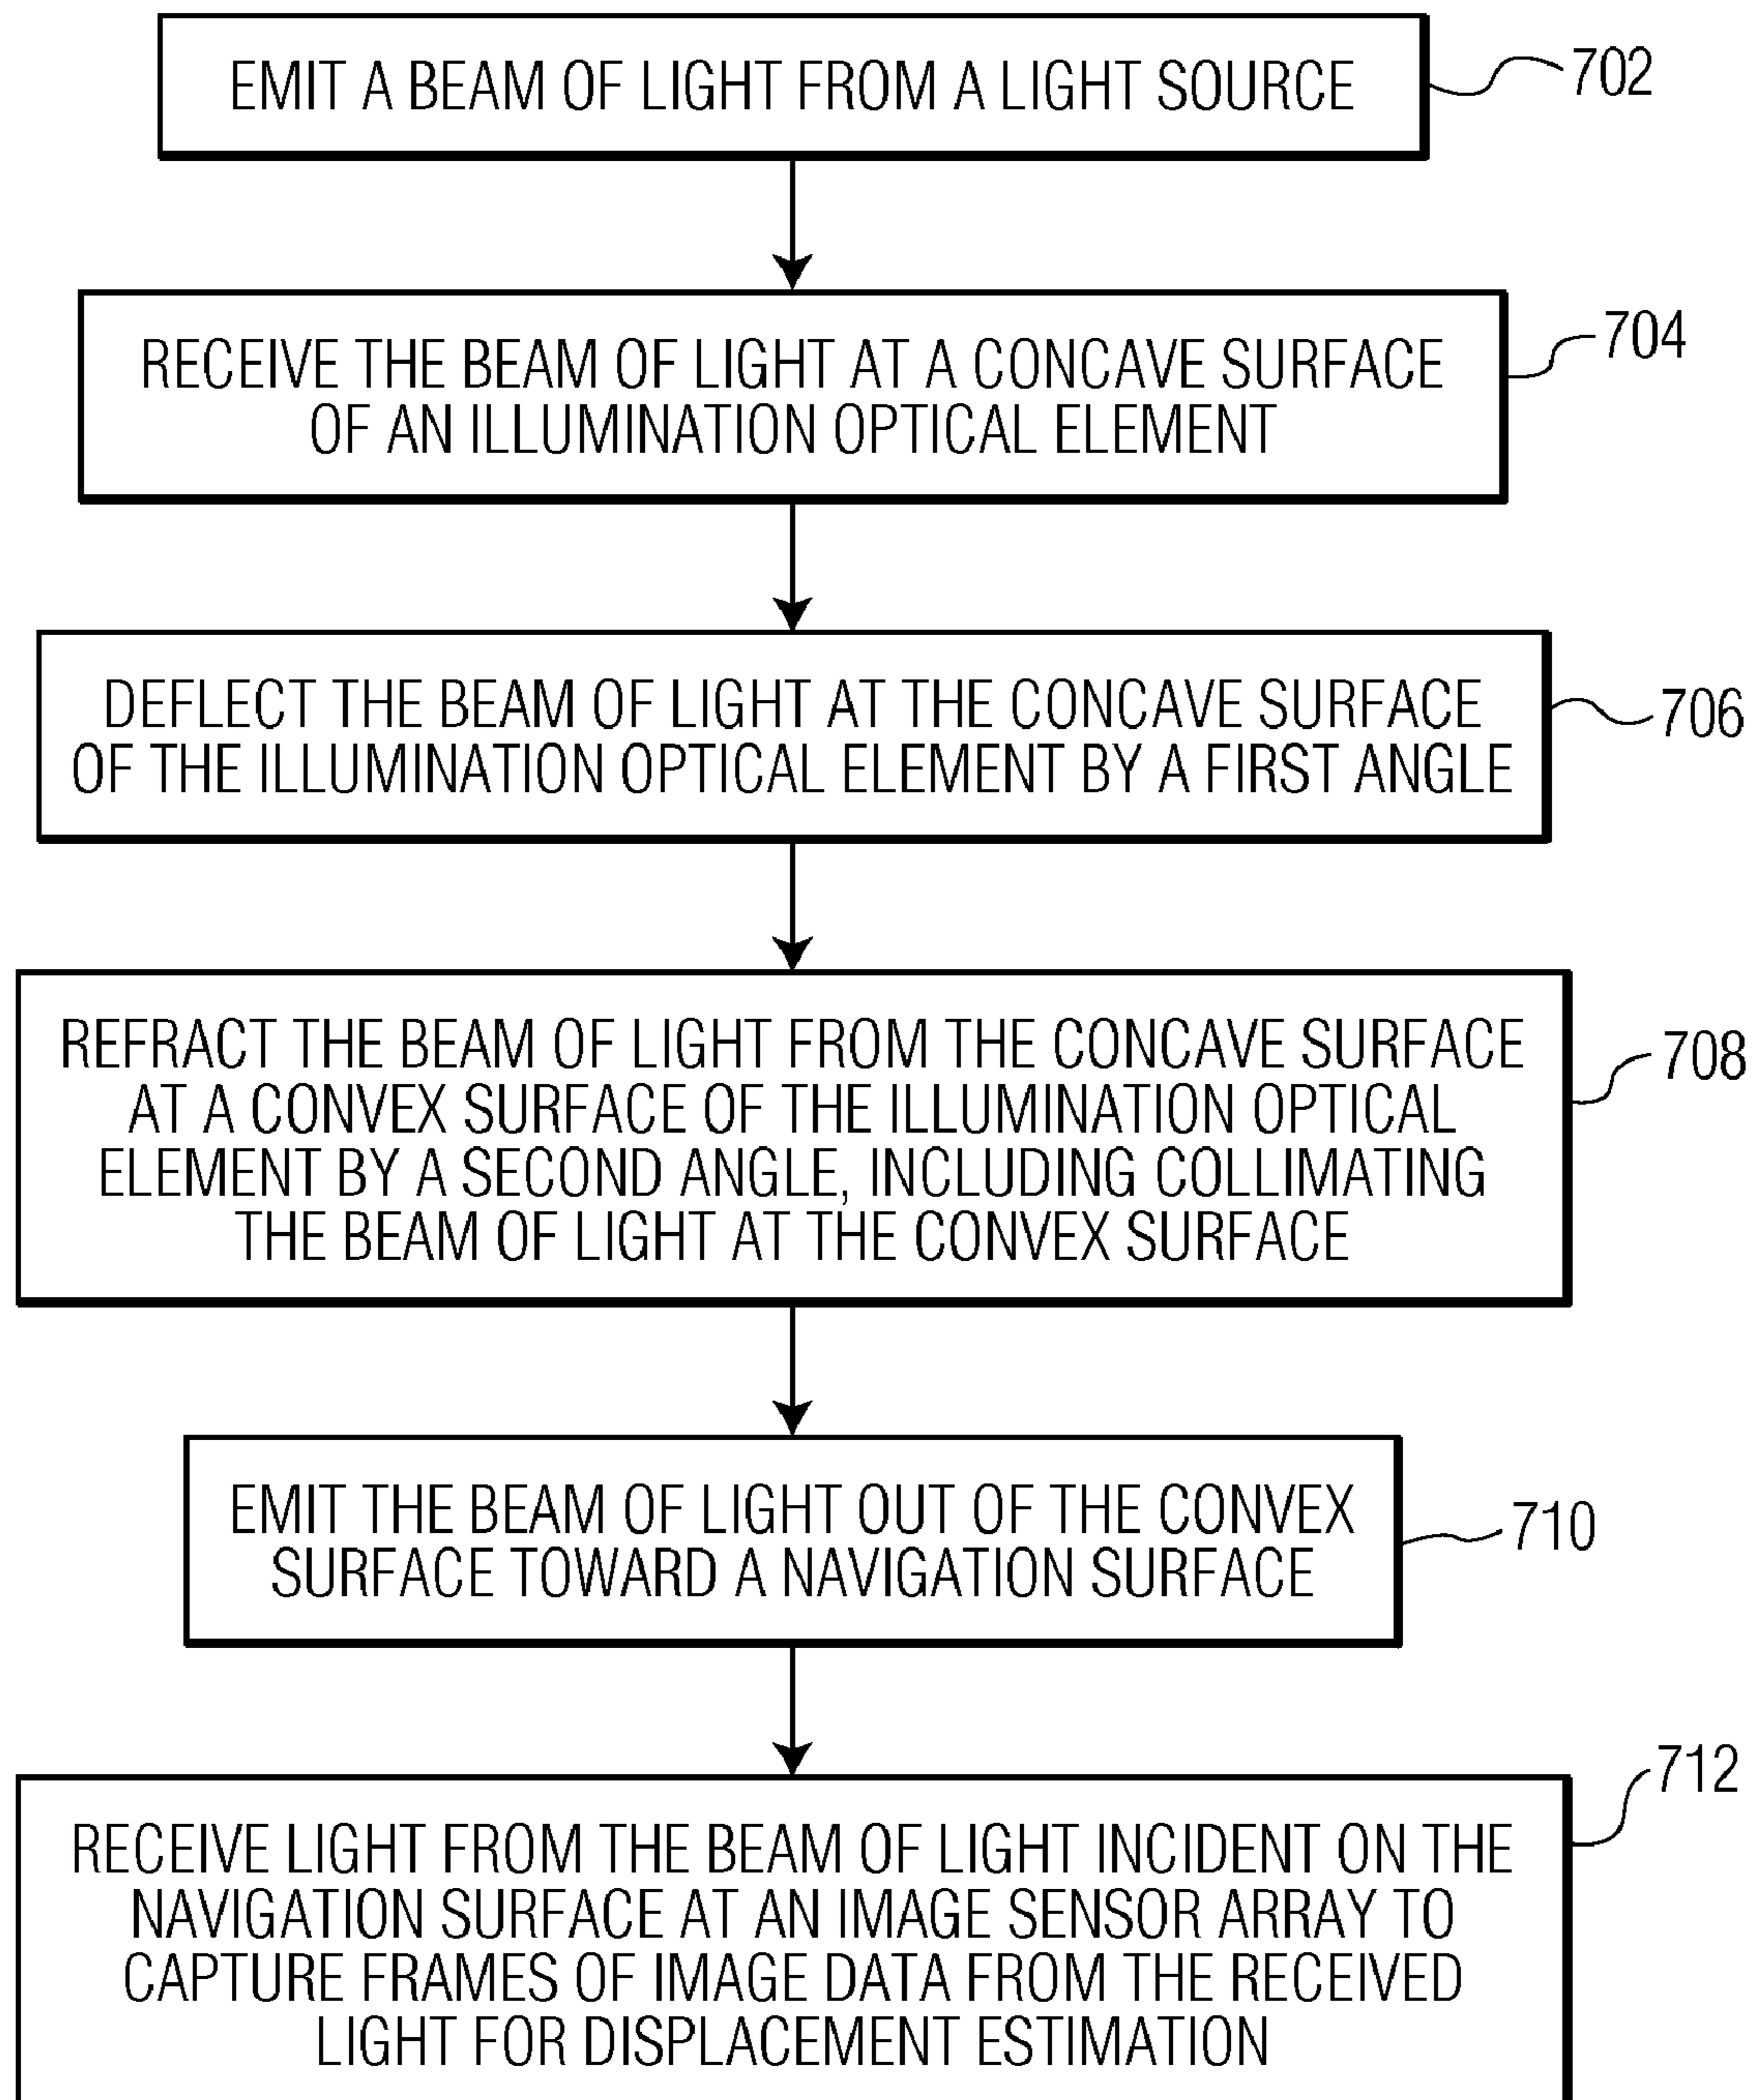 EMIT A BEAM OF LIGHT FROM A LIGHT SOURCE
702
RECEIVE THE BEAM OF LIGHT AT A CONCAVE SURFACE
OF AN ILLUMINATION OPTICAL ELEMENT
704
DEFLECT THE BEAM OF LIGHT AT THE CONCAVE SURFACE
OF THE ILLUMINATION OPTICAL ELEMENT BY A FIRST ANGLE
706
REFRACT THE BEAM OF LIGHT FROM THE CONCAVE SURFACE
AT A CONVEX SURFACE OF THE ILLUMINATION OPTICAL
ELEMENT BY A SECOND ANGLE, INCLUDING COLLIMATING
THE BEAM OF LIGHT AT THE CONVEX SURFACE
708
EMIT THE BEAM OF LIGHT OUT OF THE CONVEX
SURFACE TOWARD A NAVIGATION SURFACE
710
RECEIVE LIGHT FROM THE BEAM OF LIGHT INCIDENT ON THE
NAVIGATION SURFACE AT AN IMAGE SENSOR ARRAY TO
CAPTURE FRAMES OF IMAGE DATA FROM THE RECEIVED
LIGHT FOR DISPLACEMENT ESTIMATION
712